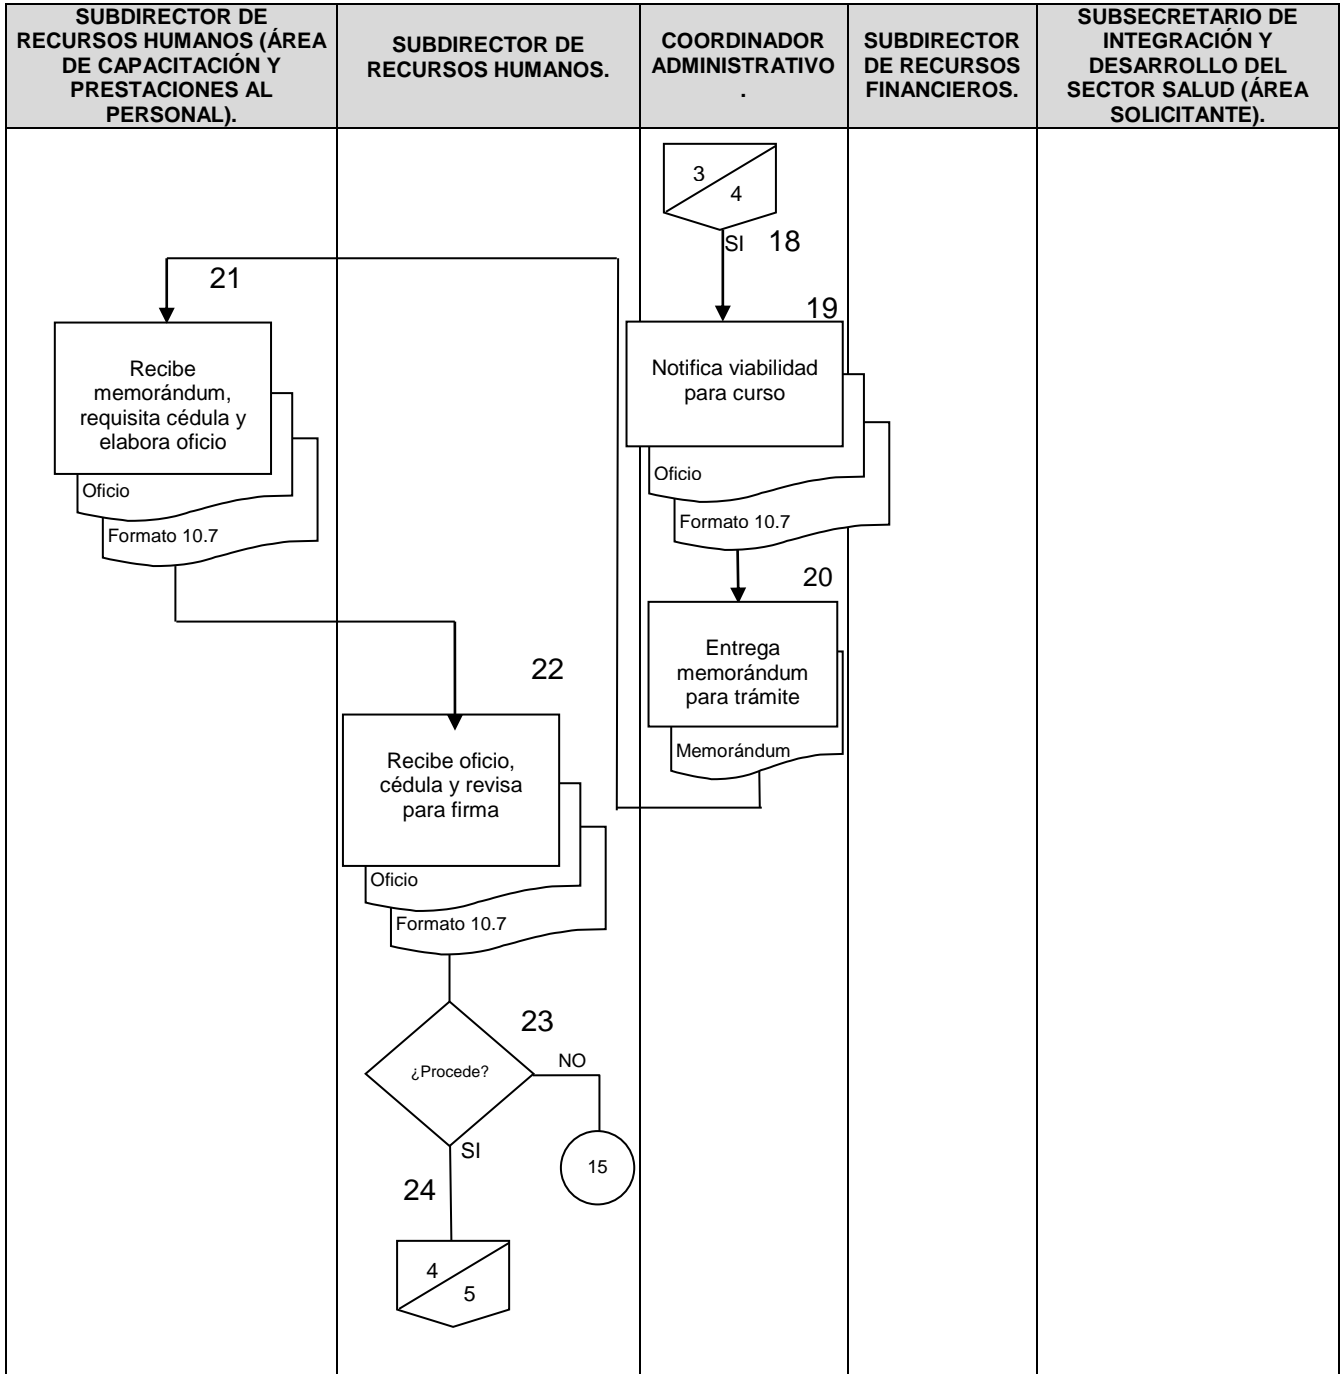 SUBDIRECTOR DE
RECURSOS HUMANOS (ÁREA
DE CAPACITACIÓN Y
PRESTACIONES AL
PERSONAL).
SUBDIRECTOR DE
RECURSOS HUMANOS.
COORDINADOR
ADMINISTRATIVO
.
SUBDIRECTOR
DE RECURSOS
FINANCIEROS.
SUBSECRETARIO DE
INTEGRACIÓN Y
DESARROLLO DEL
SECTOR SALUD (ÁREA
SOLICITANTE).
3
4
SI 18
19
Notifica viabilidad
para curso
Oficio
Formato 10.7
20
Entrega
memorándum
para trámite
Memorándum
21
Recibe
memorándum,
requisita cédula y
elabora oficio
Oficio
Formato 10.7
22
Recibe oficio,
cédula y revisa
para firma
Oficio
Formato 10.7
23
¿Procede?
NO
15
SI
24
4
5